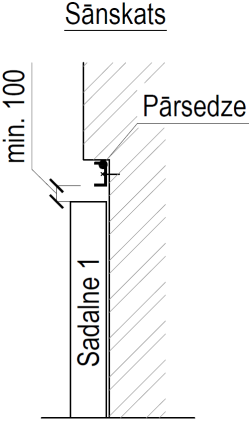 Sānskats
min. 100
Pārsedze
Sadalne 1